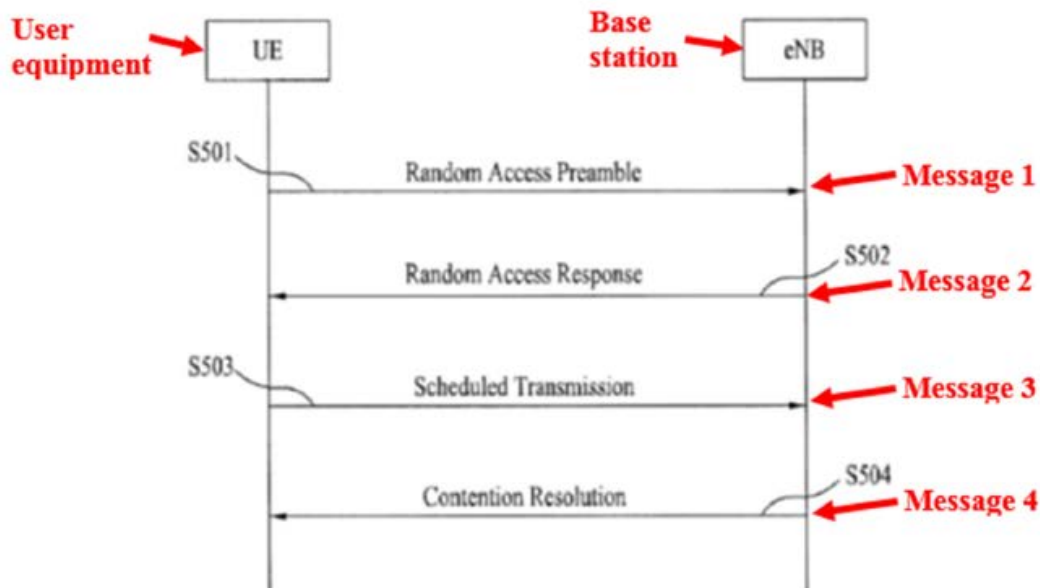 User
equipment
UE
Base
station
eNB
S501
Random Access Preamble
Message 1
Random Access Response
S502
Message 2
S503
Scheduled Transmission
Message 3
S504
Contention Resolution
Message 4